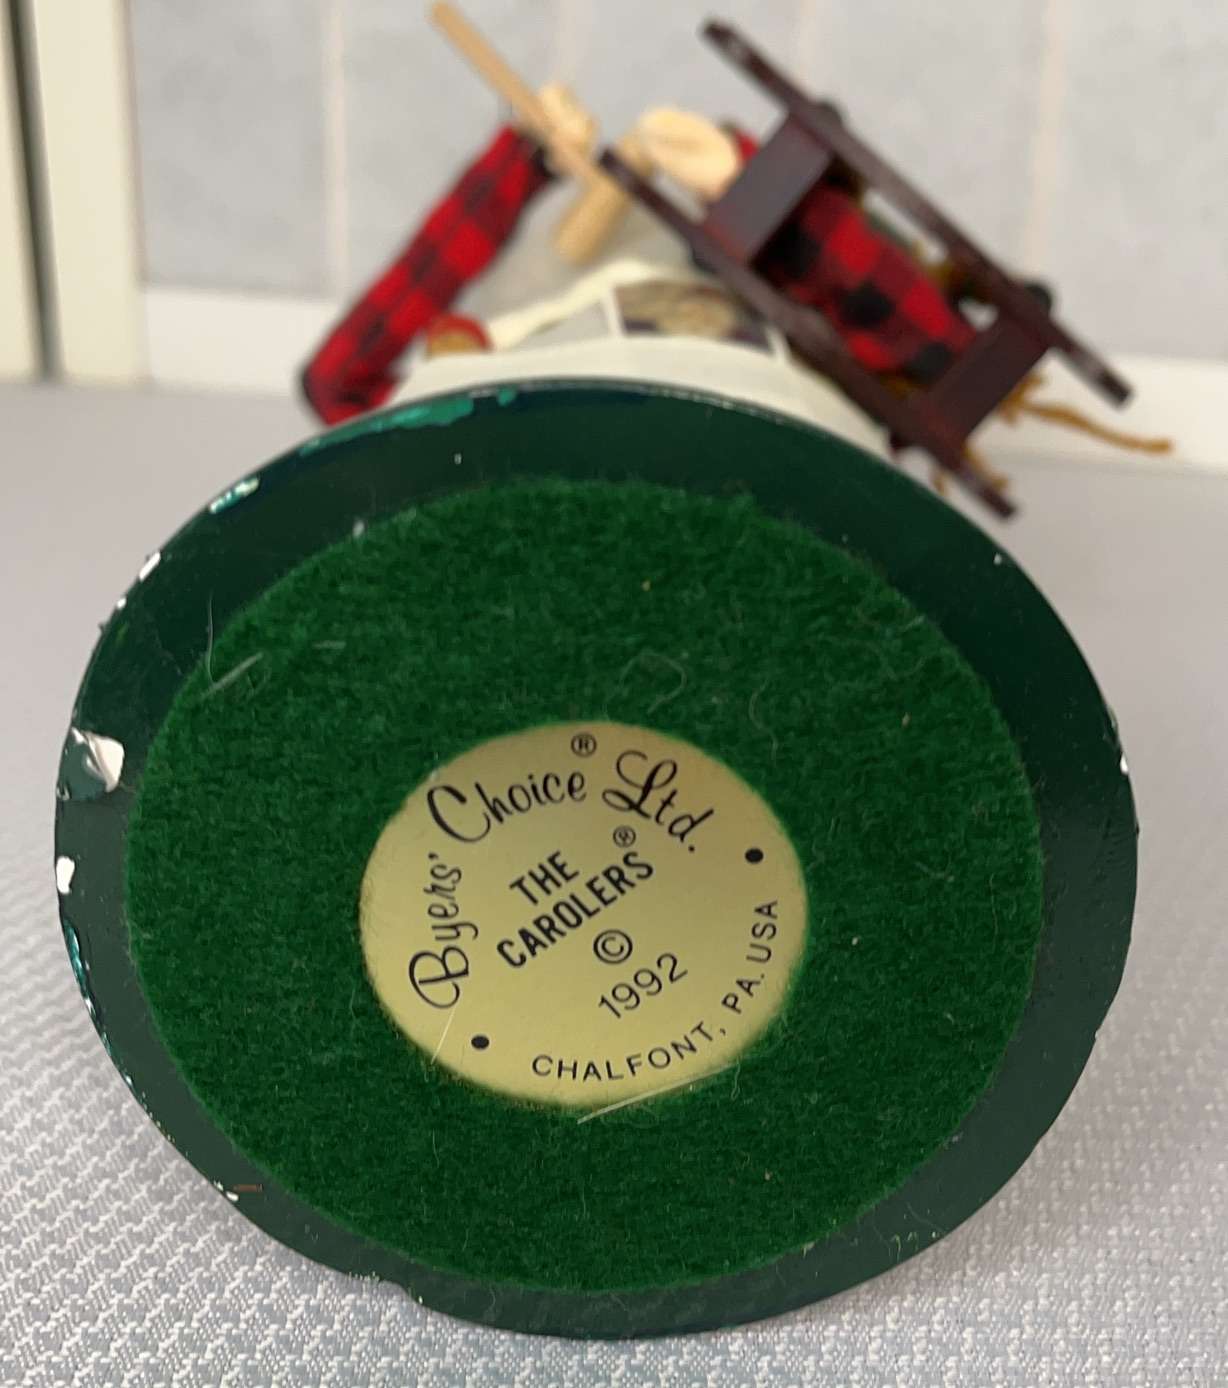 Byers' Choice® Ltd.
THE
CAROLERS®
©
1992
CHALFONT, PA. USA